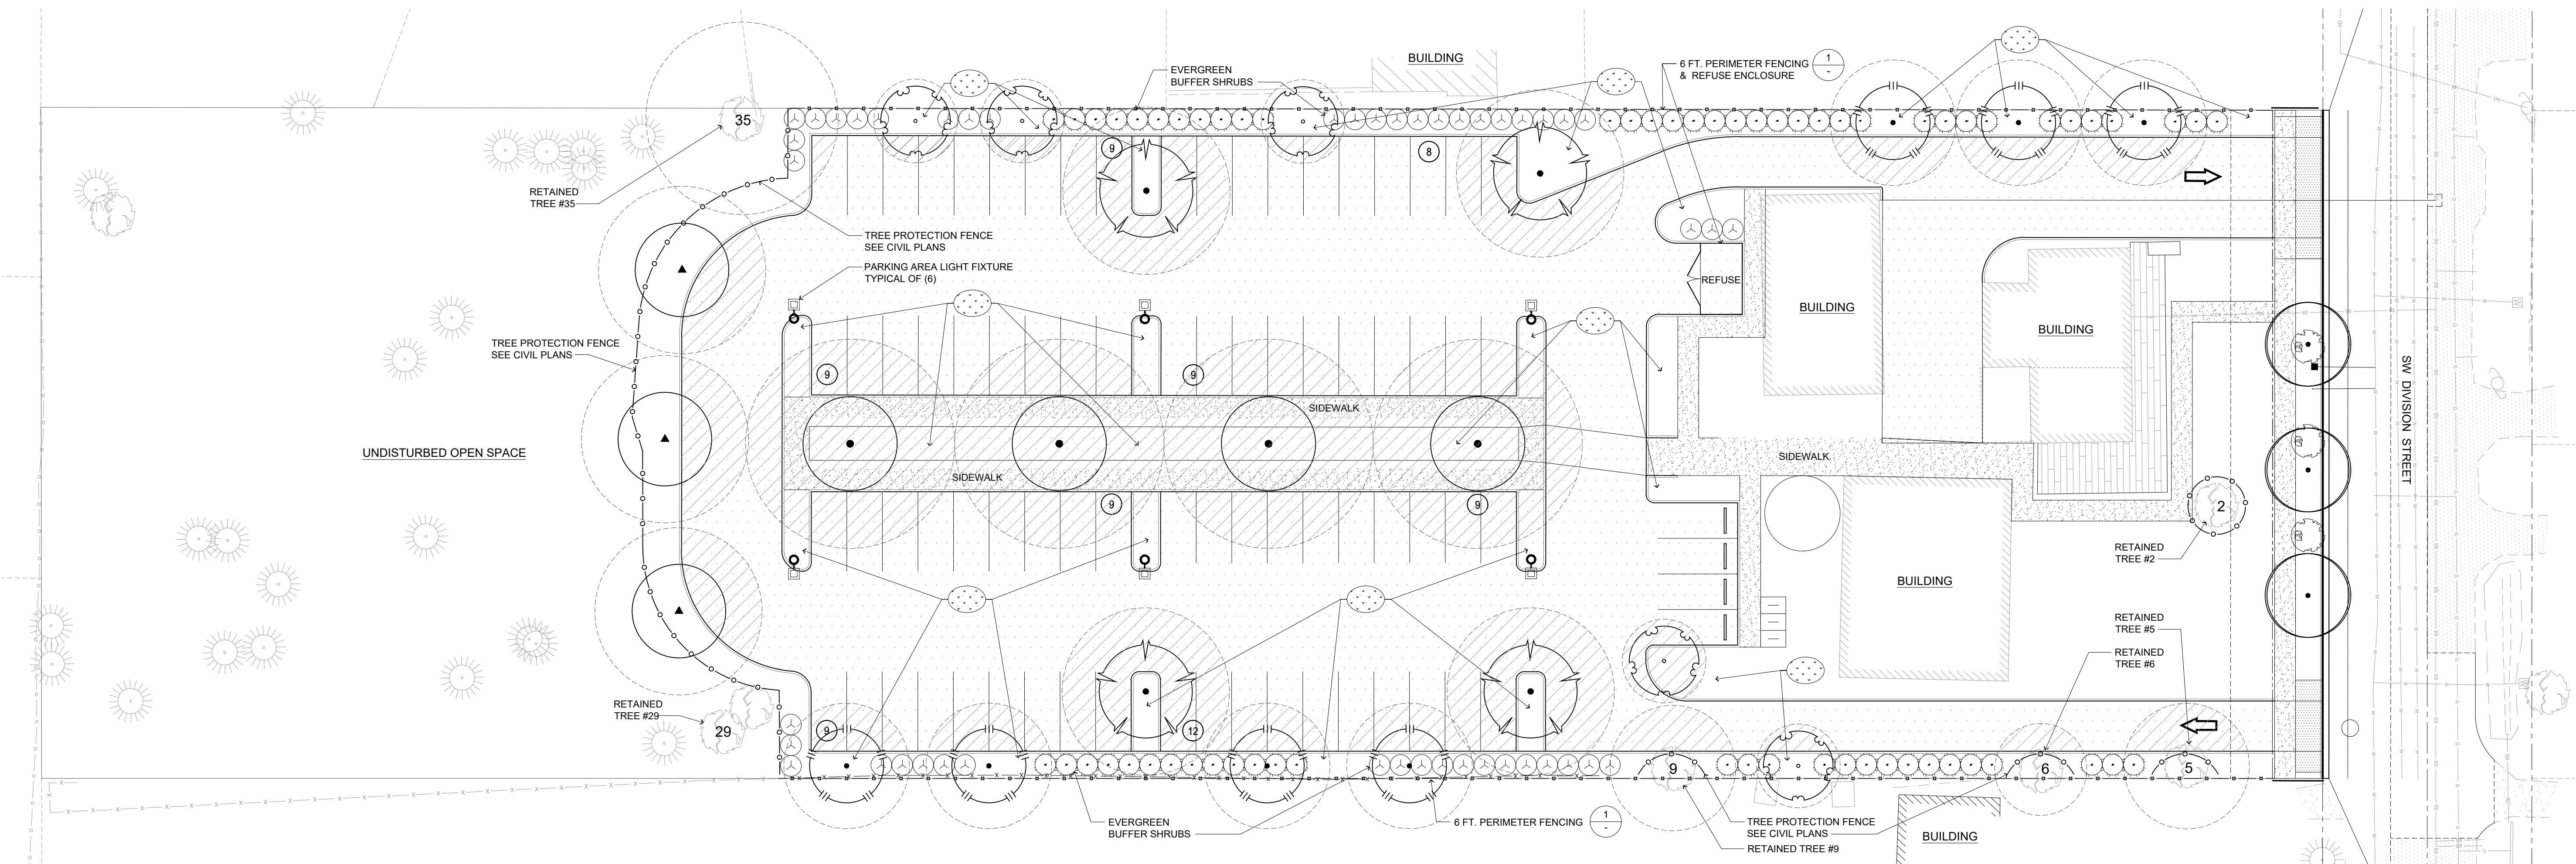 BUILDING
EVERGREEN
BUFFER SHRUBS
6 FT. PERIMETER FENCING
& REFUSE ENCLOSURE
1
-
35
RETAINED
TREE #35
9
8
TREE PROTECTION FENCE
SEE CIVIL PLANS
PARKING AREA LIGHT FIXTURE
TYPICAL OF (6)
REFUSE
BUILDING
BUILDING
TREE PROTECTION FENCE
SEE CIVIL PLANS
9
9
SIDEWALK
SW DIVISION STREET
UNDISTURBED OPEN SPACE
SIDEWALK
SIDEWALK
9
9
2
RETAINED
TREE #2
BUILDING
RETAINED
TREE #5
RETAINED
TREE #6
RETAINED
TREE #29
29
9
12
9
6
5
EVERGREEN
BUFFER SHRUBS
6 FT. PERIMETER FENCING
1
-
TREE PROTECTION FENCE
SEE CIVIL PLANS
RETAINED TREE #9
BUILDING